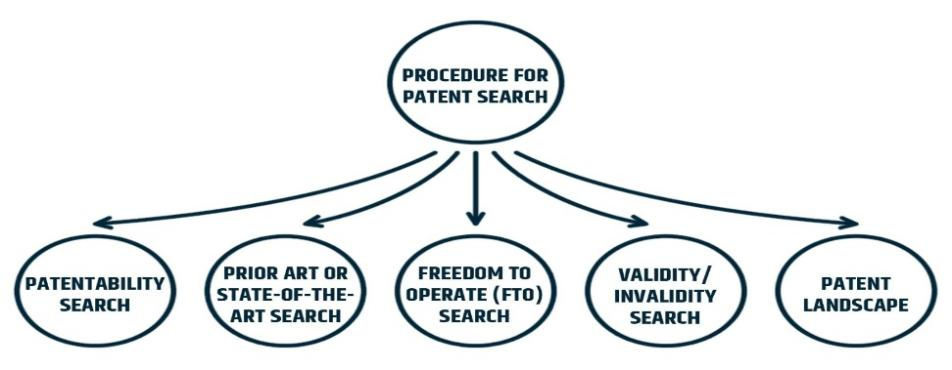 PROCEDURE FOR
PATENT SEARCH
PATENTABILITY
SEARCH
PRIOR ART OR
STATE-OF-THE-
ART SEARCH
FREEDOM TO
OPERATE (FTO)
SEARCH
VALIDITY/
INVALIDITY
SEARCH
PATENT
LANDSCAPE